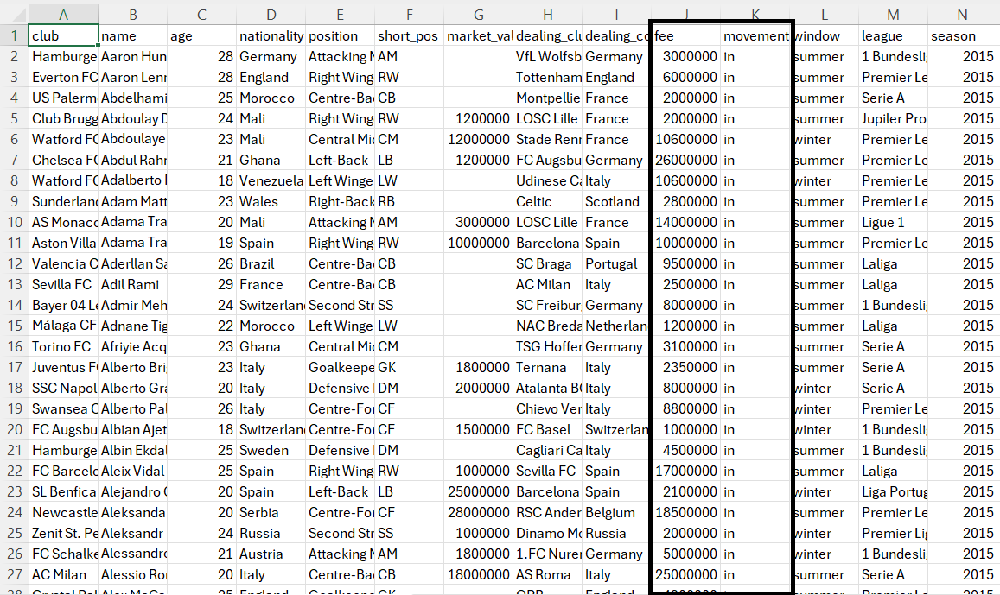 A B C D E F G H I J K L M N
1 club name age nationality position short_pos market_val dealing_clu dealing_co fee movement window league season
2 Hamburge Aaron Hun 28 Germany Attacking M AM VfL Wolfsb Germany 3000000 in summer 1 Bundeslig 2015
3 Everton FC Aaron Lenn 28 England Right Wing RW Tottenham England 6000000 in summer Premier Le 2015
4 US Palerm Abdelhami 25 Morocco Centre-Ba CB Montpellie France 2000000 in summer Serie A 2015
5 Club Brugg Abdoulay D 24 Mali Right Wing RW 1200000 LOSC Lille France 2000000 in summer Jupiler Pro 2015
6 Watford FC Abdoulaye 23 Mali Central Mi CM 12000000 Stade Renn France 10600000 in winter Premier Le 2015
7 Chelsea FC Abdul Rahr 21 Ghana Left-Back LB 1200000 FC Augsbu Germany 26000000 in summer Premier Le 2015
8 Watford FC Adalberto 18 Venezuela Left Winge LW Udinese Ca Italy 10600000 in winter Premier Le 2015
9 Sunderlan Adam Matt 23 Wales Right-Back RB Celtic Scotland 2800000 in summer Premier Le 2015
10 AS Monaco Adama Tra 20 Mali Attacking M AM 3000000 LOSC Lille France 14000000 in summer Ligue 1 2015
11 Aston Villa Adama Tra 19 Spain Right Wing RW 10000000 Barcelona Spain 10000000 in summer Premier Le 2015
12 Valencia C Aderllan Sa 26 Brazil Centre-Ba CB SC Braga Portugal 9500000 in summer Laliga 2015
13 Sevilla FC Adil Rami 29 France Centre-Ba CB AC Milan Italy 2500000 in summer Laliga 2015
14 Bayer 04 Le Admir Meh 24 Switzerlan Second Str SS SC Freibur Germany 8000000 in summer 1 Bundeslig 2015
15 Málaga CF Adnane Tig 22 Morocco Left Winge LW NAC Breda Netherlan 1200000 in summer Laliga 2015
16 Torino FC Afriyie Acq 23 Ghana Central Mi CM TSG Hoffer Germany 3100000 in summer Serie A 2015
17 Juventus F Alberto Bri 23 Italy Goalkeepe GK 1800000 Ternana Italy 2350000 in summer Serie A 2015
18 SSC Napol Alberto Gra 20 Italy Defensive DM 2000000 Atalanta B Italy 8000000 in winter Serie A 2015
19 Swansea C Alberto Pal 26 Italy Centre-For CF Chievo Ver Italy 8800000 in winter Premier Le 2015
20 FC Augsbu Albian Ajet 18 Switzerlan Centre-For CF 1500000 FC Basel Switzerlan 1000000 in winter 1 Bundeslig 2015
21 Hamburge Albin Ekdal 25 Sweden Defensive DM Cagliari Ca Italy 4500000 in summer 1 Bundeslig 2015
22 FC Barcelo Aleix Vidal 25 Spain Right Wing RW 1000000 Sevilla FC Spain 17000000 in summer Laliga 2015
23 SL Benfica Alejandro 20 Spain Left-Back LB 25000000 Barcelona Spain 2100000 in winter Liga Portug 2015
24 Newcastle Aleksanda 20 Serbia Centre-For CF 28000000 RSC Ander Belgium 18500000 in summer Premier Le 2015
25 Zenit St. Pe Aleksandr 24 Russia Second Str SS 1000000 Dinamo Mo Russia 2000000 in winter Premier Lig 2015
26 FC Schalke Alessandro 21 Austria Attacking M AM 1800000 1.FC Nurer Germany 5000000 in winter 1 Bundeslig 2015
27 AC Milan Alessio Ro 20 Italy Centre-Ba CB 18000000 AS Roma Italy 25000000 in summer Serie A 2015